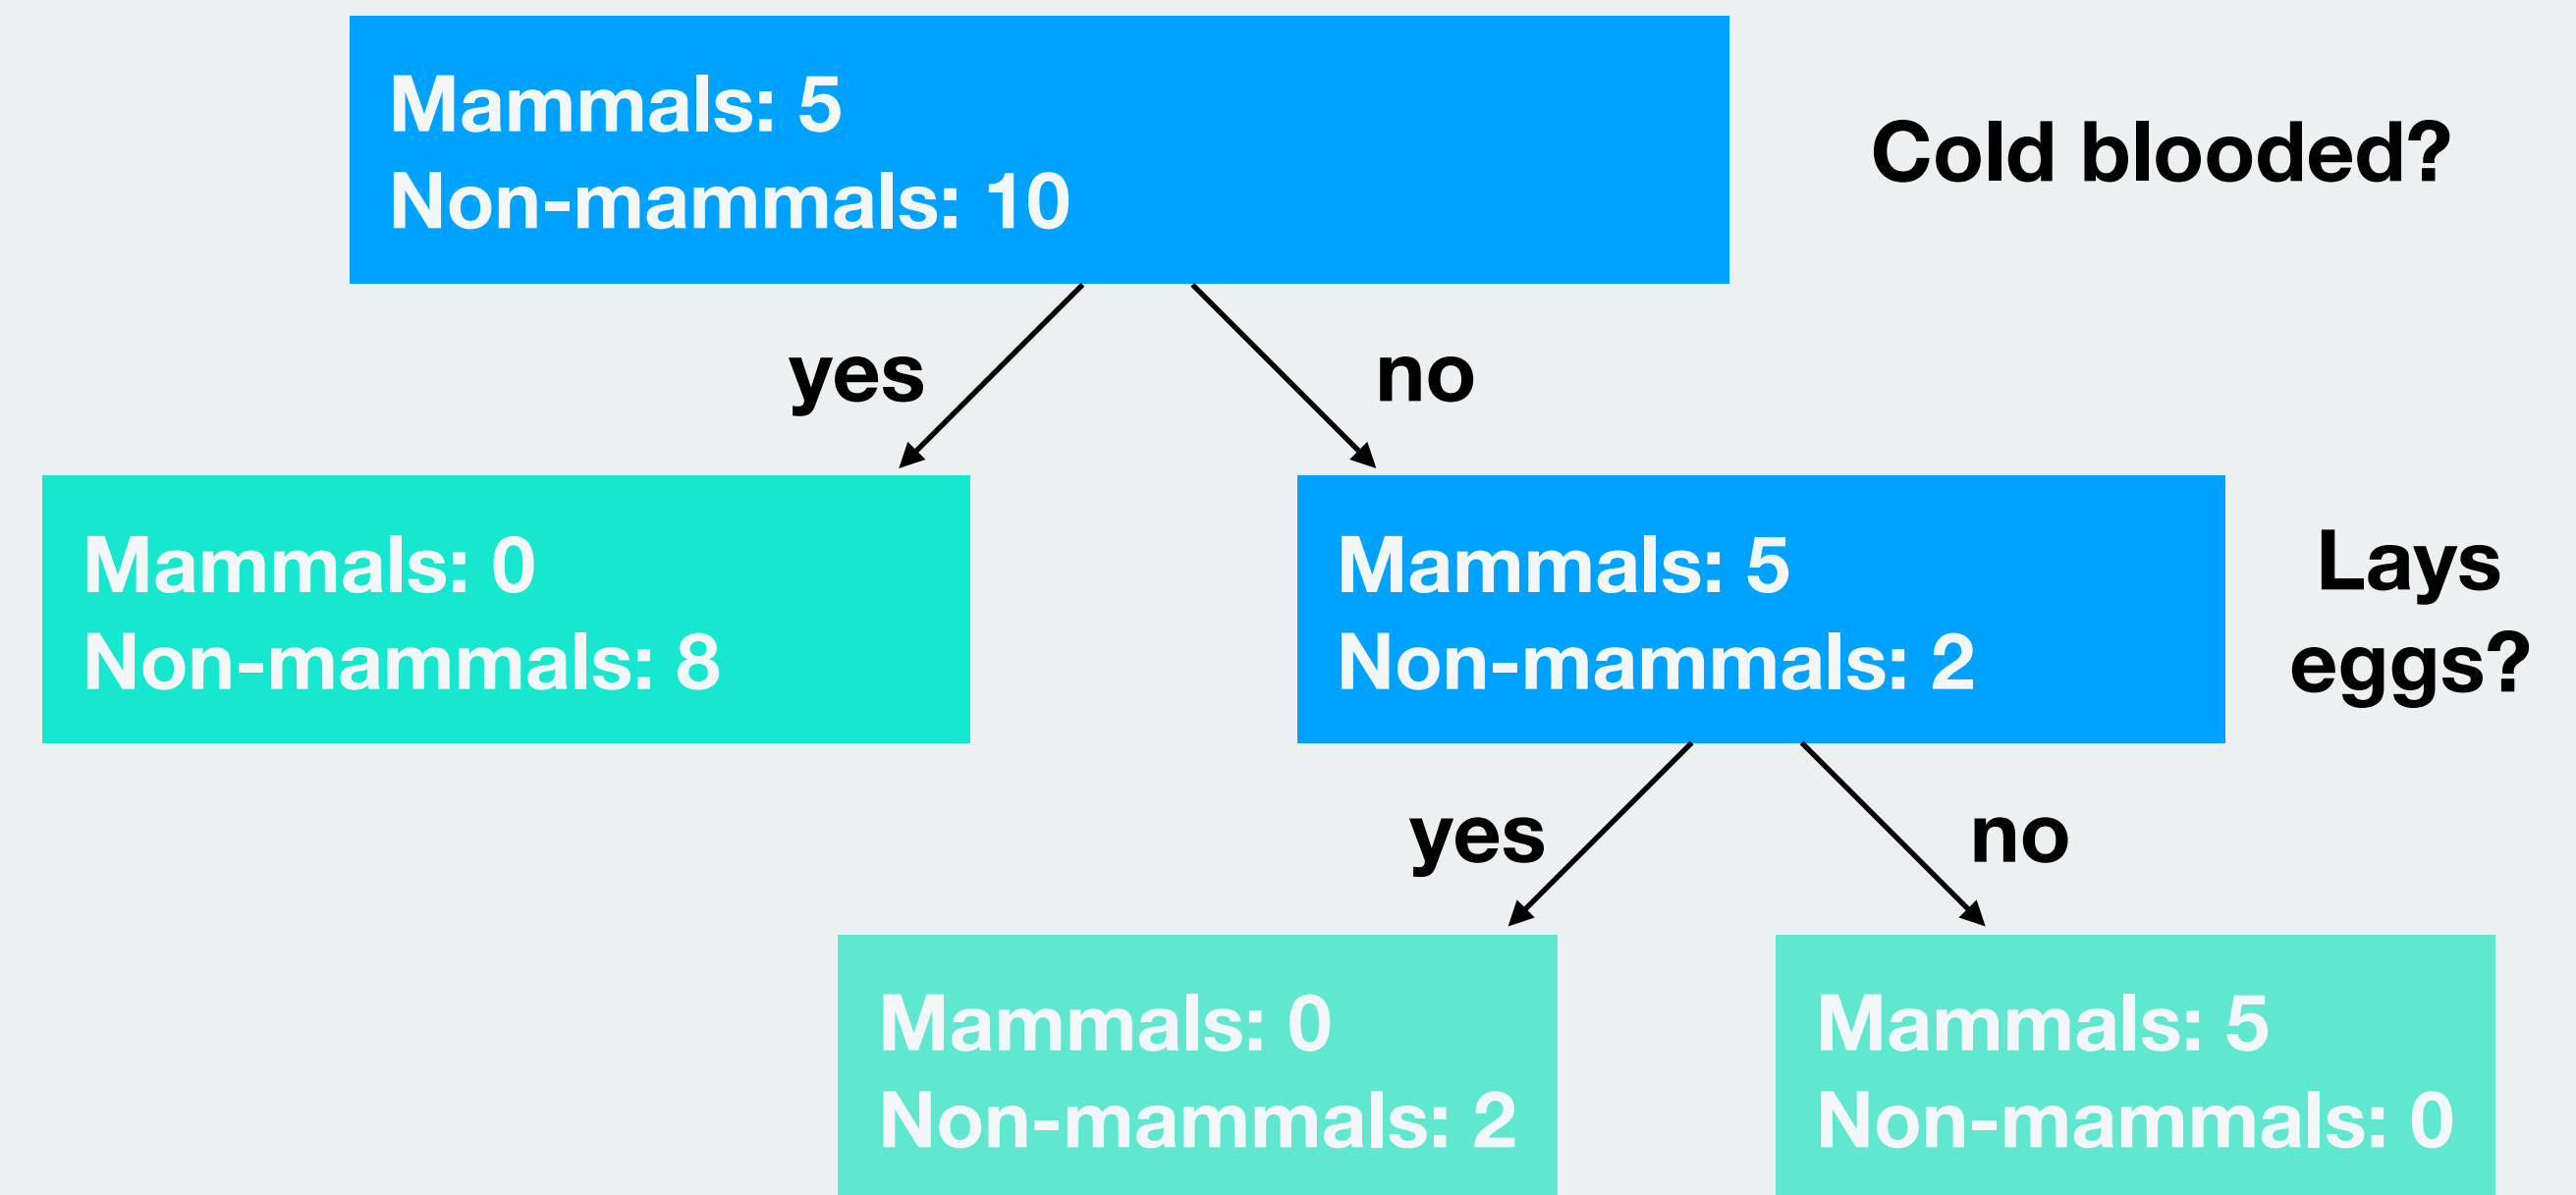 Mammals: 5
Non-mammals: 10
Cold blooded?
yes
no
Mammals: 0
Non-mammals: 8
Mammals: 5
Non-mammals: 2
Lays
eggs?
yes
no
Mammals: 0
Non-mammals: 2
Mammals: 5
Non-mammals: 0